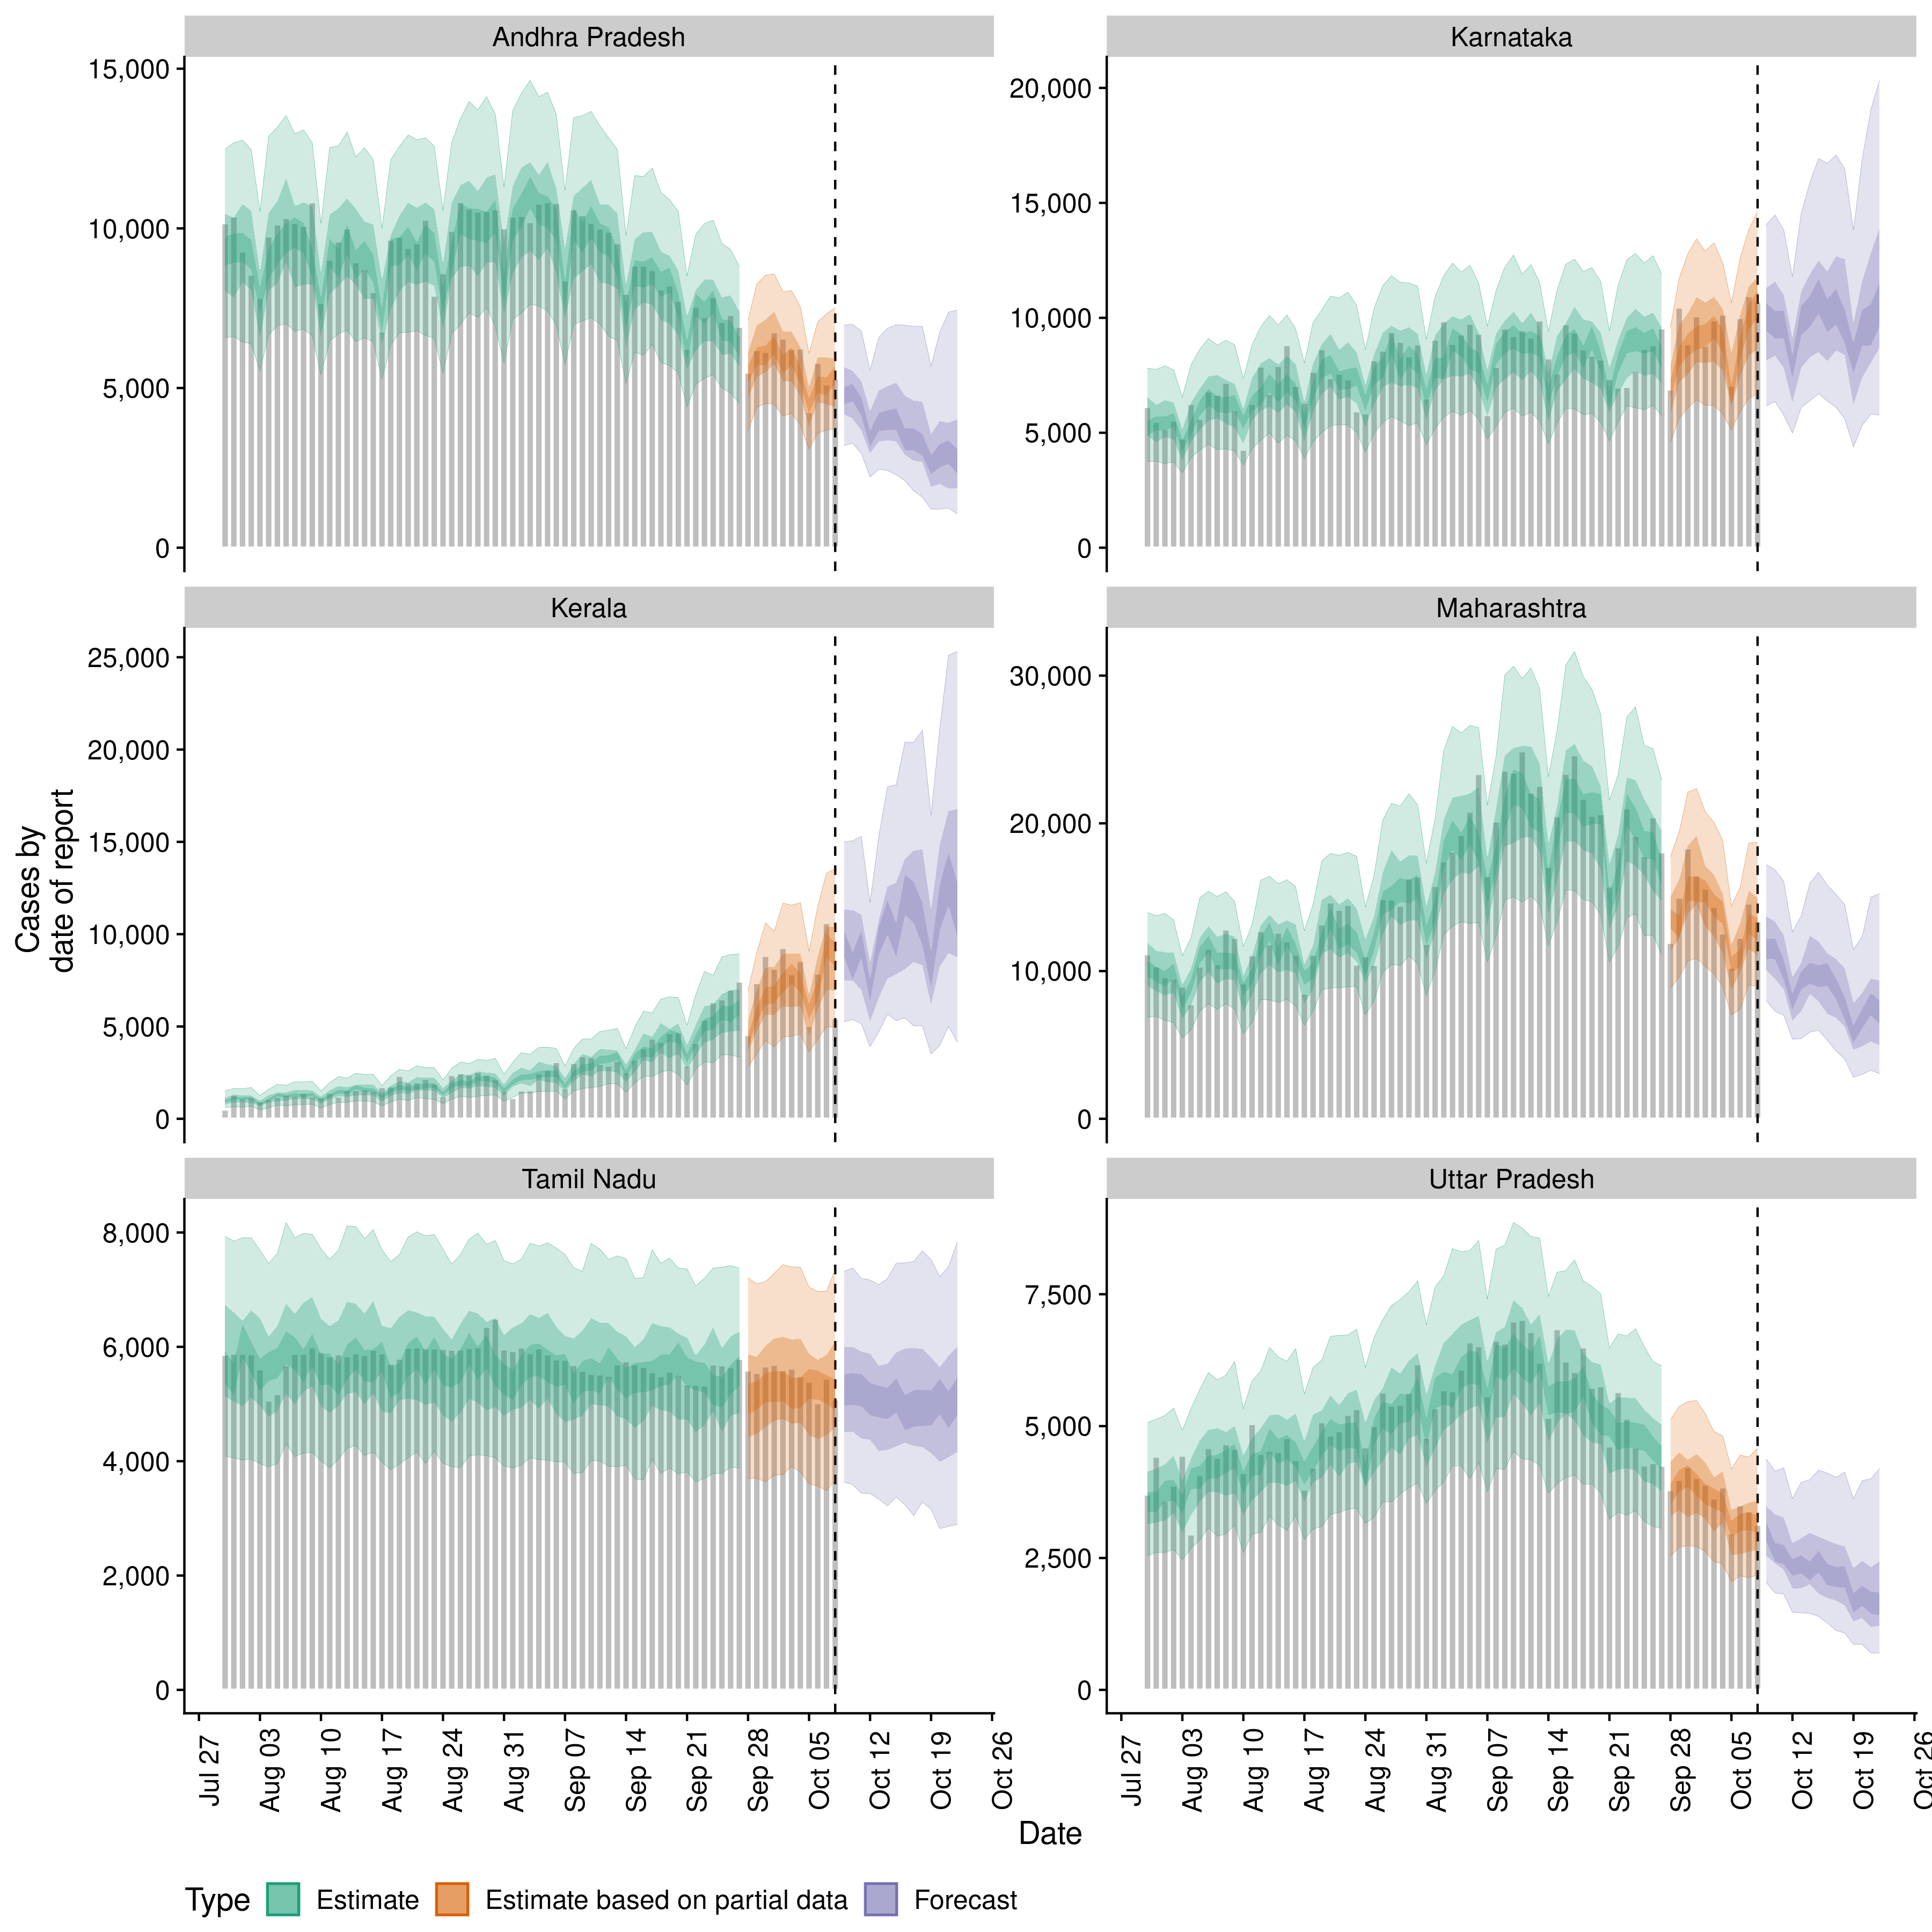 Andhra Pradesh
Karnataka
15,000
10,000
5,000
0
20,000
15,000
10,000
5,000
0
Kerala
Maharashtra
25,000
20,000
15,000
10,000
5,000
0
30,000
20,000
10,000
0
Cases by
date of report
Tamil Nadu
Uttar Pradesh
8,000
6,000
4,000
2,000
0
7,500
5,000
2,500
0
Jul 27
Aug 03
Aug 10
Aug 17
Aug 24
Aug 31
Sep 07
Sep 14
Sep 21
Sep 28
Oct 05
Oct 12
Oct 19
Oct 26
Jul 27
Aug 03
Aug 10
Aug 17
Aug 24
Aug 31
Sep 07
Sep 14
Sep 21
Sep 28
Oct 05
Oct 12
Oct 19
Oct 26
Date
Type Estimate Estimate based on partial data Forecast